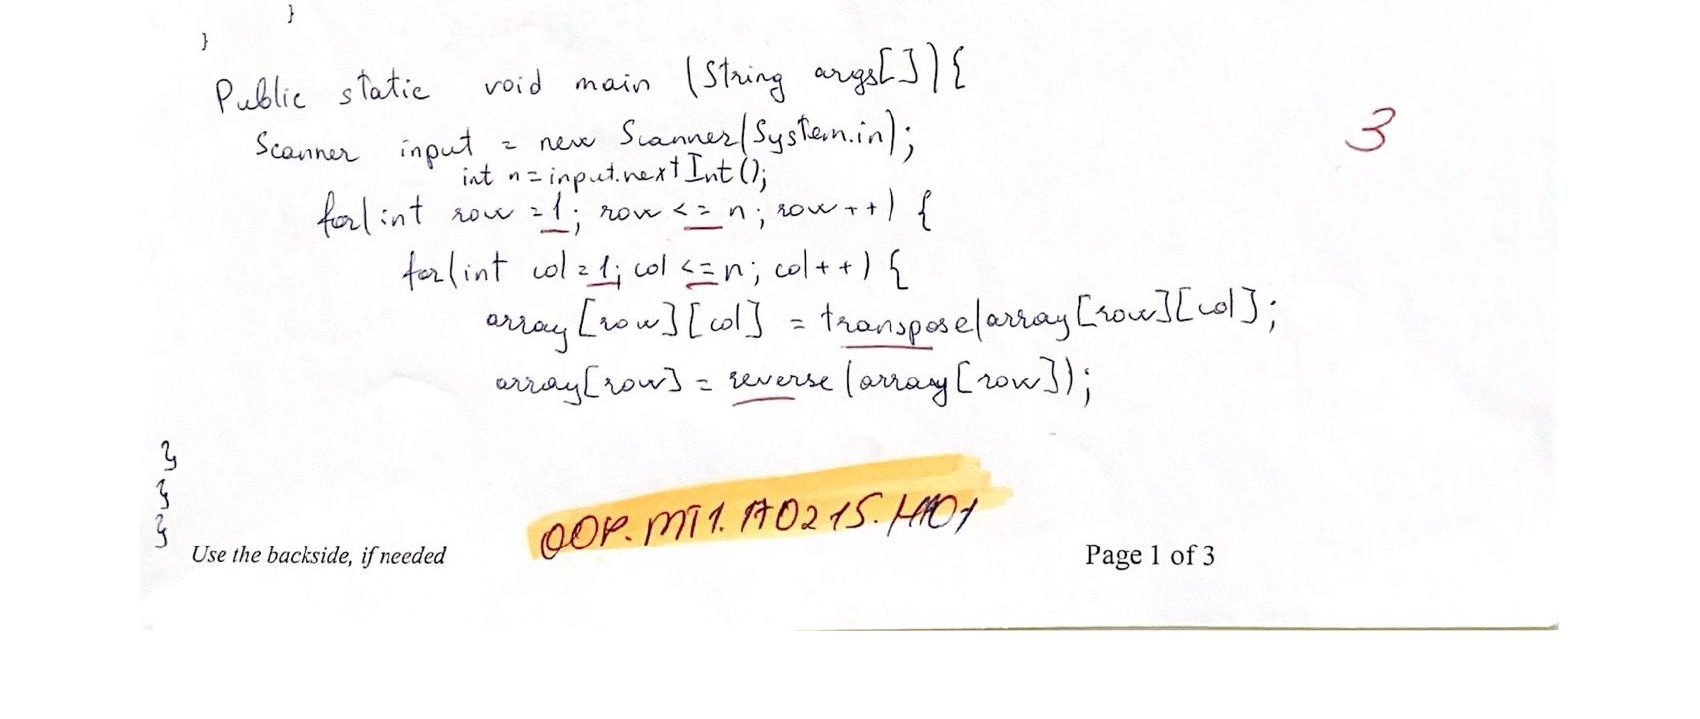 }
}
Public static void main (String args[]){
3
Scanner input = new Scanner(System.in);
int n=input.nextInt();
for(int row =1; row <= n; row++) {
for(int col=1; col <=n; col++) {
array[row][col] = transpose(array[row][col];
array[row] = reverse (array[row]);
}
}
}
OOP.MT1.170215.HA01
Use the backside, if needed
Page 1 of 3